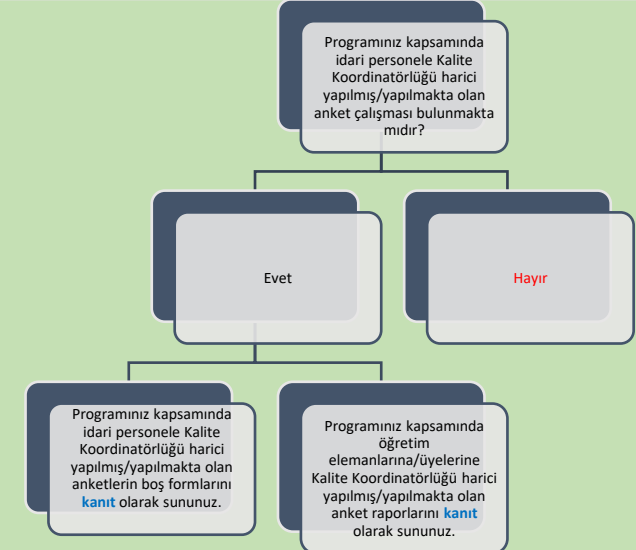 Programınız kapsamında
idari personele Kalite
Koordinatörlüğü harici
yapılmış/yapılmakta olan
anket çalışması bulunmakta
mıdır?
Evet
Hayır
Programınız kapsamında
idari personele Kalite
Koordinatörlüğü harici
yapılmış/yapılmakta olan
anketlerin boş formlarını
kanıt olarak sununuz.
Programınız kapsamında
öğretim
elemanlarına/üyelerine
Kalite Koordinatörlüğü harici
yapılmış/yapılmakta olan
anket raporlarını kanıt
olarak sununuz.